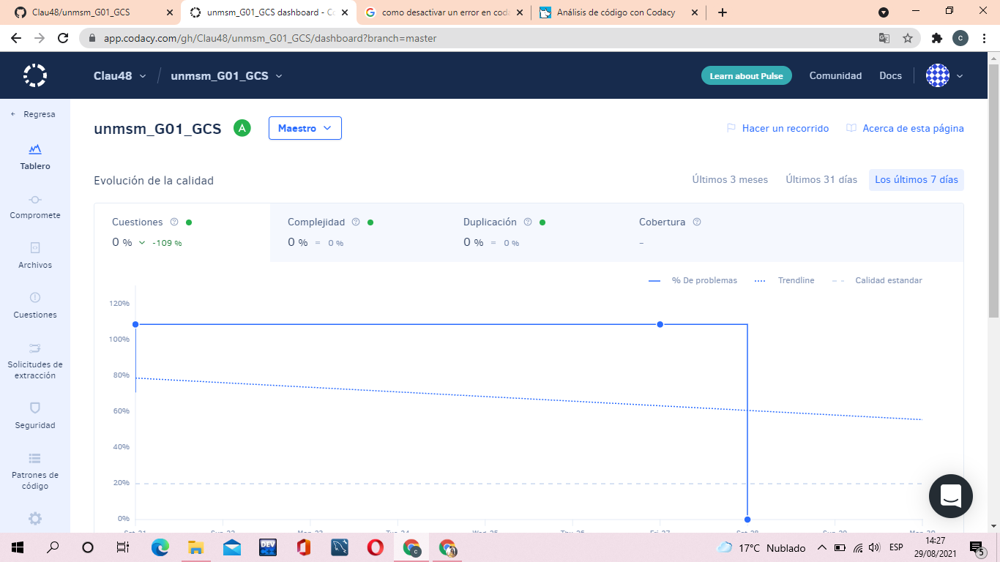 Clau48/unmsm_G01_GCS
unmsm_G01_GCS dashboard - Co
como desactivar un error en coda
Análisis de código con Codacy
app.codacy.com/gh/Clau48/unmsm_G01_GCS/dashboard?branch=master
c
Clau48
/
unmsm_G01_GCS
Learn about Pulse
Comunidad
Docs
Regresa
unmsm_G01_GCS
A
Maestro
Hacer un recorrido
Acerca de esta página
Tablero
Evolución de la calidad
Últimos 3 meses
Últimos 31 días
Los últimos 7 días
Compromete
Cuestiones
Complejidad
Duplicación
Cobertura
0 %
-109 %
0 %
= 0 %
0 %
= 0 %
–
Archivos
% De problemas
Trendline
Calidad estandar
Cuestiones
120%
100%
80%
60%
40%
20%
0%
Solicitudes de
extracción
Seguridad
Patrones de
código
Sat 21
Sun 22
Mon 23
Tue 24
Wed 25
Thu 26
Fri 27
Sat 28
Sun 29
Mon 30
DEV
17°C Nublado
ESP
14:27
29/08/2021
5